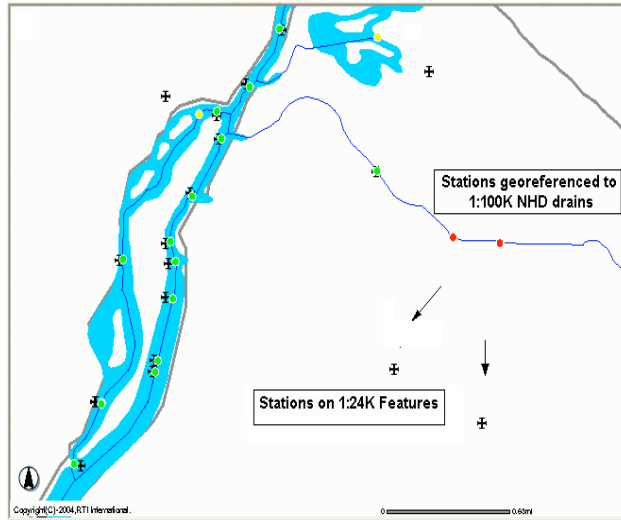 Stations georeferenced to
1:100K NHD drains
Stations on 1:24K Features
Copyright(C)-2004,RTI International.
0 0.63mi